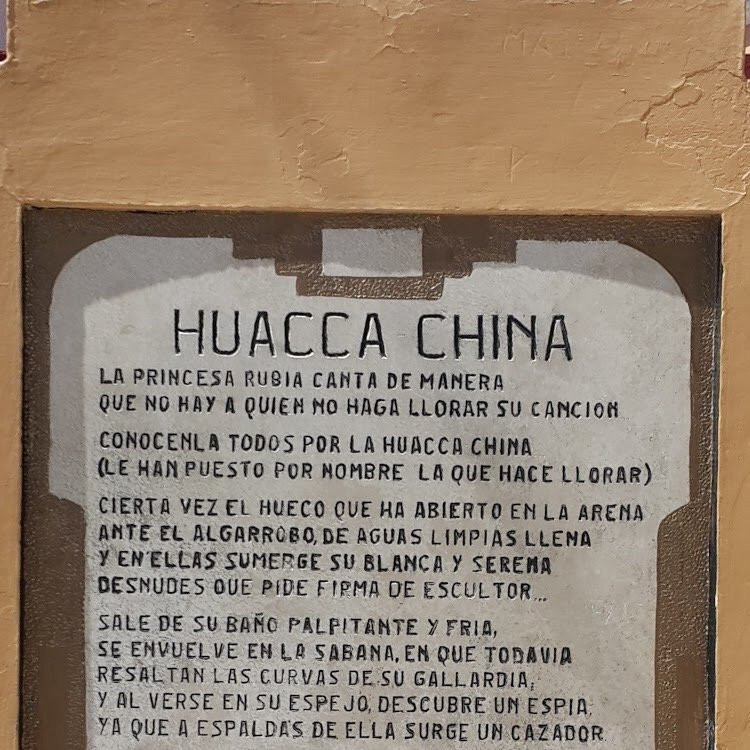 HUACCA CHINA
LA PRINCESA RUBIA CANTA DE MANERA
QUE NO HAY A QUIEN NO HAGA LLORAR SU CANCION
CONOCENLA TODOS POR LA HUACCA CHINA
(LE HAN PUESTO POR NOMBRE LA QUE HACE LLORAR)
CIERTA VEZ EL HUECO QUE HA ABIERTO EN LA ARENA
ANTE EL ALGARROBO, DE AGUAS LIMPIAS LLENA
Y EN ELLAS SUMERGE SU BLANCA Y SERENA
DESNUDES QUE PIDE FIRMA DE ESCULTOR...
SALE DE SU BAÑO PALPITANTE Y FRIA,
SE ENVUELVE EN LA SABANA, EN QUE TODAVIA
RESALTAN LAS CURVAS DE SU GALLARDIA;
Y AL VERSE EN SU ESPEJO, DESCUBRE UN ESPIA;
YA QUE A ESPALDAS DE ELLA SURGE UN CAZADOR